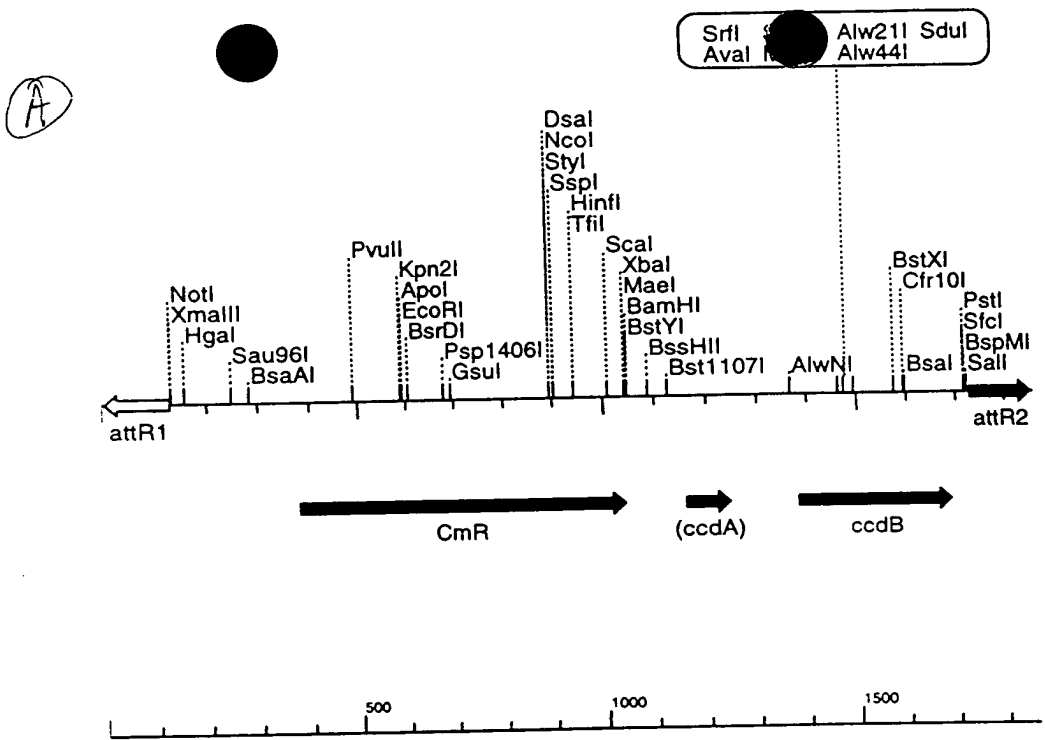 SrfI Alw21I SduI
AvaI Alw44I
A
DsaI
NcoI
StyI
SspI
HinfI
TfiI
PvuII
ScaI
XbaI
MaeI
BamHI
BstYI
BssHII
Bst1107I
Kpn2I
ApoI
EcoRI
BsrDI
Psp1406I
GsuI
NotI
XmaIII
HgaI
Sau96I
BsaAI
AlwNI
BstXI
Cfr10I
BsaI
PstI
SfcI
BspMI
SalI
attR1
attR2
CmR
(ccdA)
ccdB
500
1000
1500